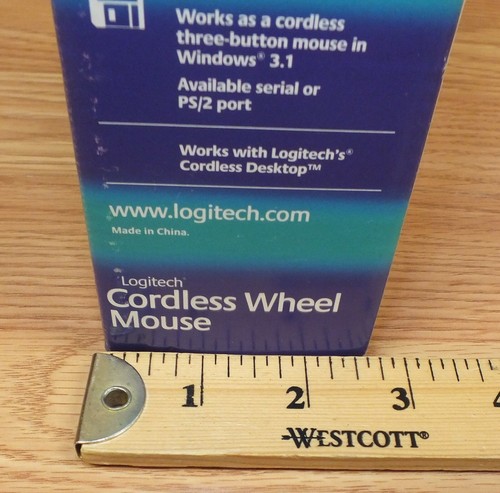 Works as a cordless
three-button mouse in
Windows® 3.1
Available serial or
PS/2 port
Works with Logitech's®
Cordless Desktop™
www.logitech.com
Made in China.
Logitech®
Cordless Wheel
Mouse
1 2 3 4
WESTCOTT®